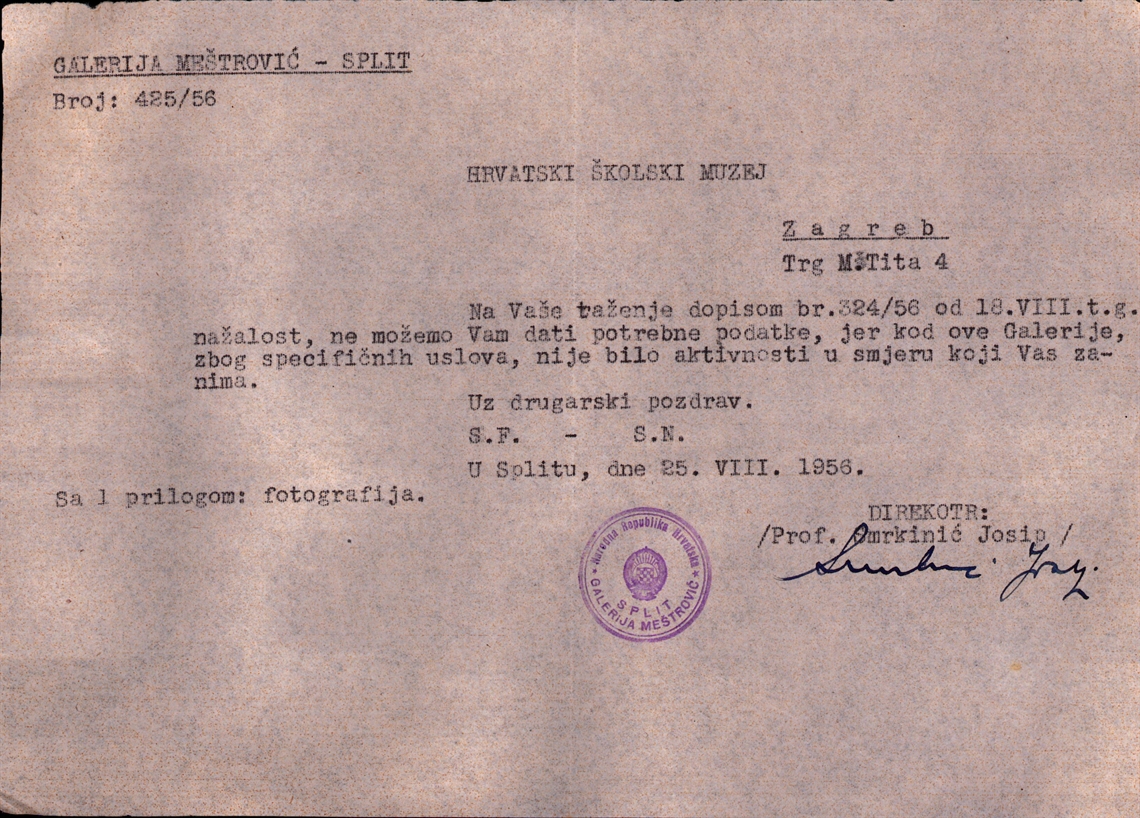 GALERIJA MEŠTROVIĆ - SPLIT
Broj: 425/56
HRVATSKI ŠKOLSKI MUZEJ
Zagreb
Trg M.Tita 4
Na Vaše traženje dopisom br.324/56 od 18.VIII.t.g.
nažalost, ne možemo Vam dati potrebne podatke, jer kod ove Galerije,
zbog specifičnih uslova, nije bilo aktivnosti u smjeru koji Vas za-
nima.
Uz drugarski pozdrav.
S.F. - S.N.
U Splitu, dne 25. VIII. 1956.
Sa 1 prilogom: fotografija.
DIREKOTR:
/Prof. Smrkinić Josip /
Narodna Republika Hrvatska
SPLIT
GALERIJA MEŠTROVIĆ